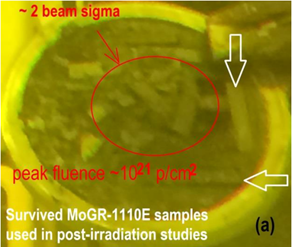 ~ 2 beam sigma
peak fluence ~10²¹ p/cm²
Survived MoGR-1110E samples
used in post-irradiation studies
(a)